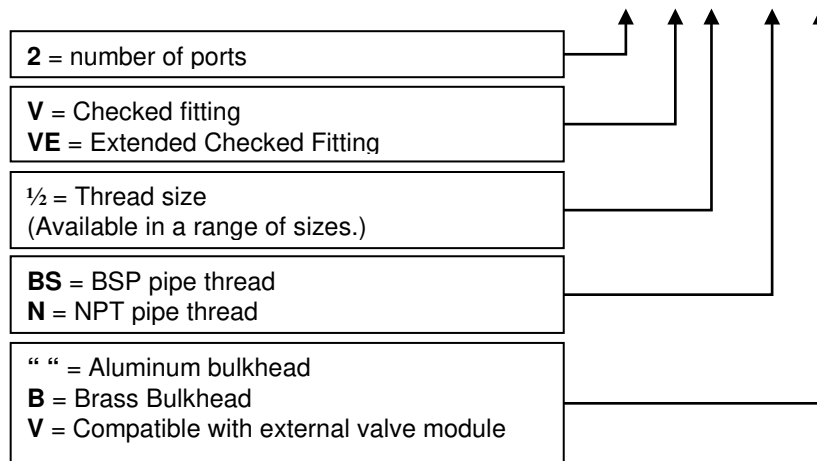 2 = number of ports
V = Checked fitting
VE = Extended Checked Fitting
½ = Thread size
(Available in a range of sizes.)
BS = BSP pipe thread
N = NPT pipe thread
“ “ = Aluminum bulkhead
B = Brass Bulkhead
V = Compatible with external valve module